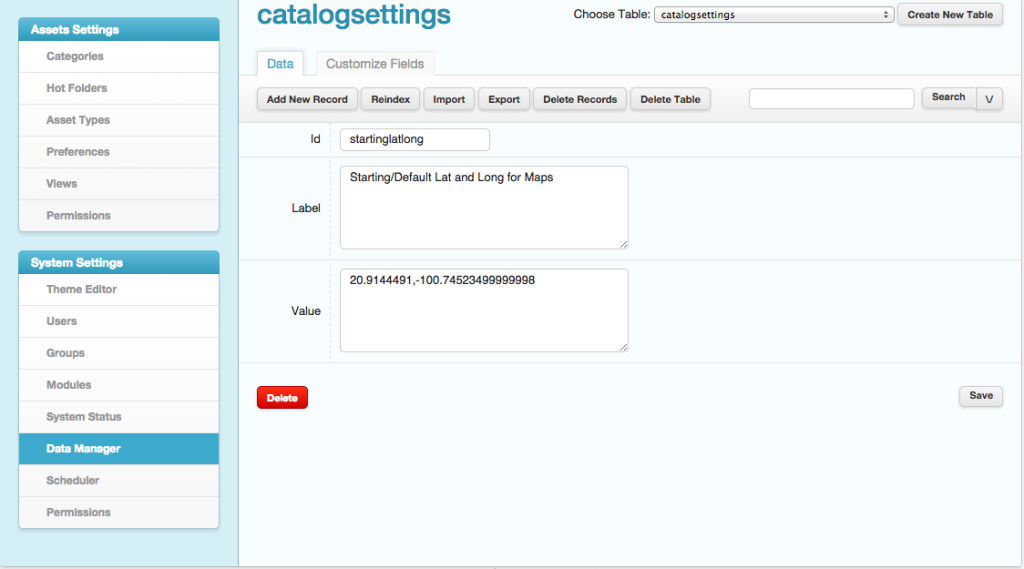 Assets Settings
Categories
Hot Folders
Asset Types
Preferences
Views
Permissions
System Settings
Theme Editor
Users
Groups
Modules
System Status
Data Manager
Scheduler
Permissions
catalogsettings
Choose Table: catalogsettings Create New Table
Data Customize Fields
Add New Record Reindex Import Export Delete Records Delete Table Search V
Id startinglatlong
Label Starting/Default Lat and Long for Maps
Value 20.9144491,-100.74523499999998
Delete Save